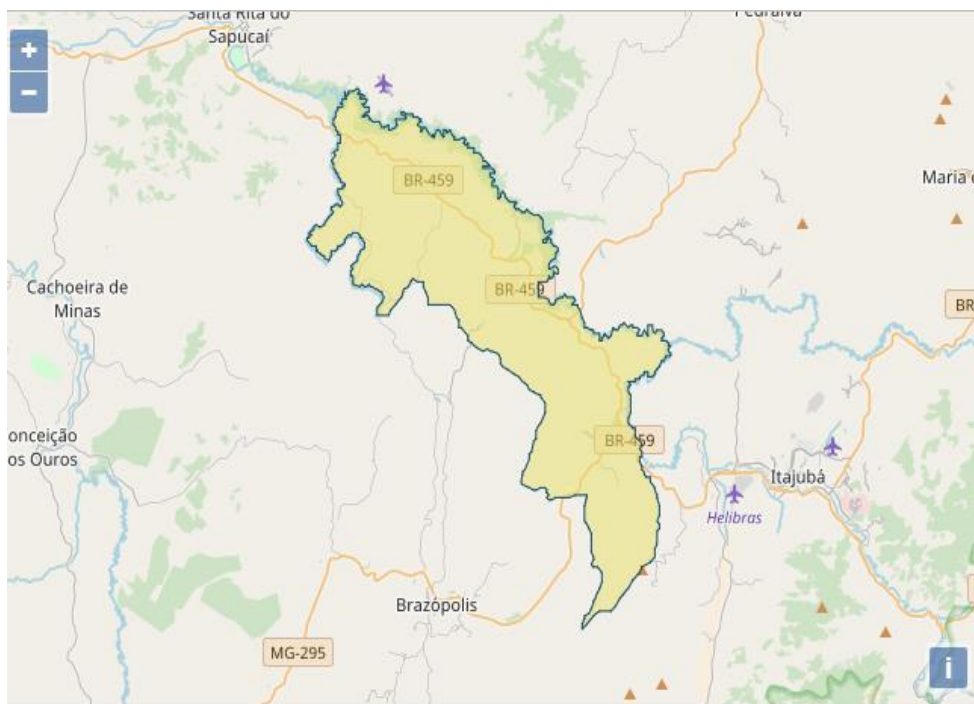 Santa Rita do
Sapucaí
Pedralva
+
−
BR-459
Maria
Cachoeira de
Minas
BR-459
BR
onceição
os Ouros
BR-459
Itajubá
Helibras
Brazópolis
MG-295
i